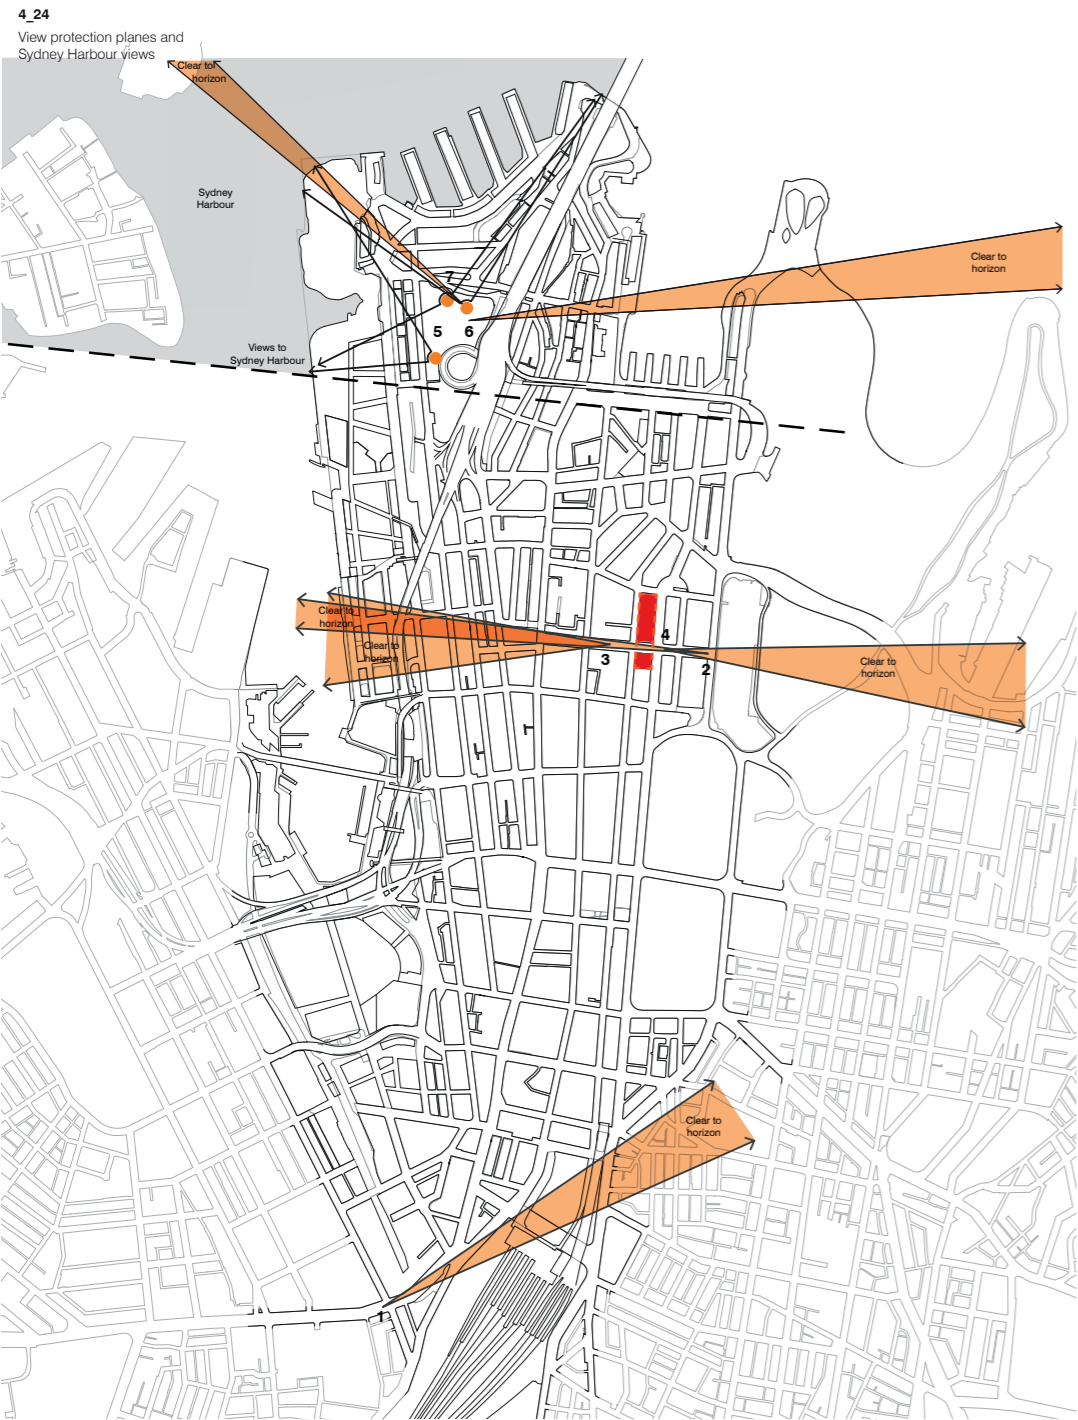 4_24
View protection planes and
Sydney Harbour views
Clear to
horizon
Sydney
Harbour
Clear to
horizon
7
5
6
Views to
Sydney Harbour
Clear to
horizon
4
3
2
Clear to
horizon
Clear to
horizon
Clear to
horizon
1